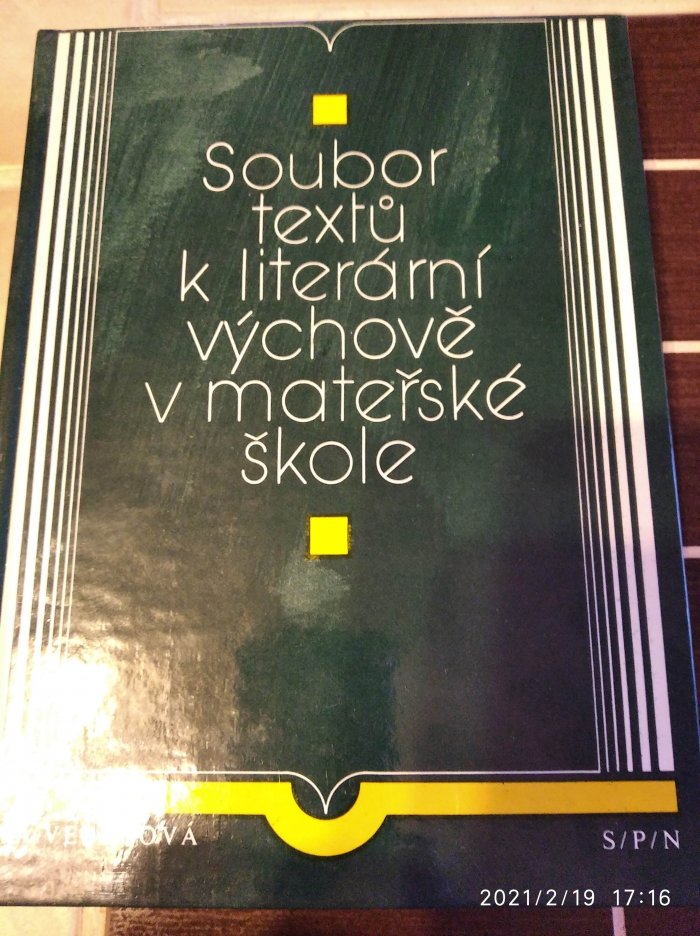 Soubor
textů
k literární
výchově
v mateřské
škole
S/P/N
2021/2/19 17:16